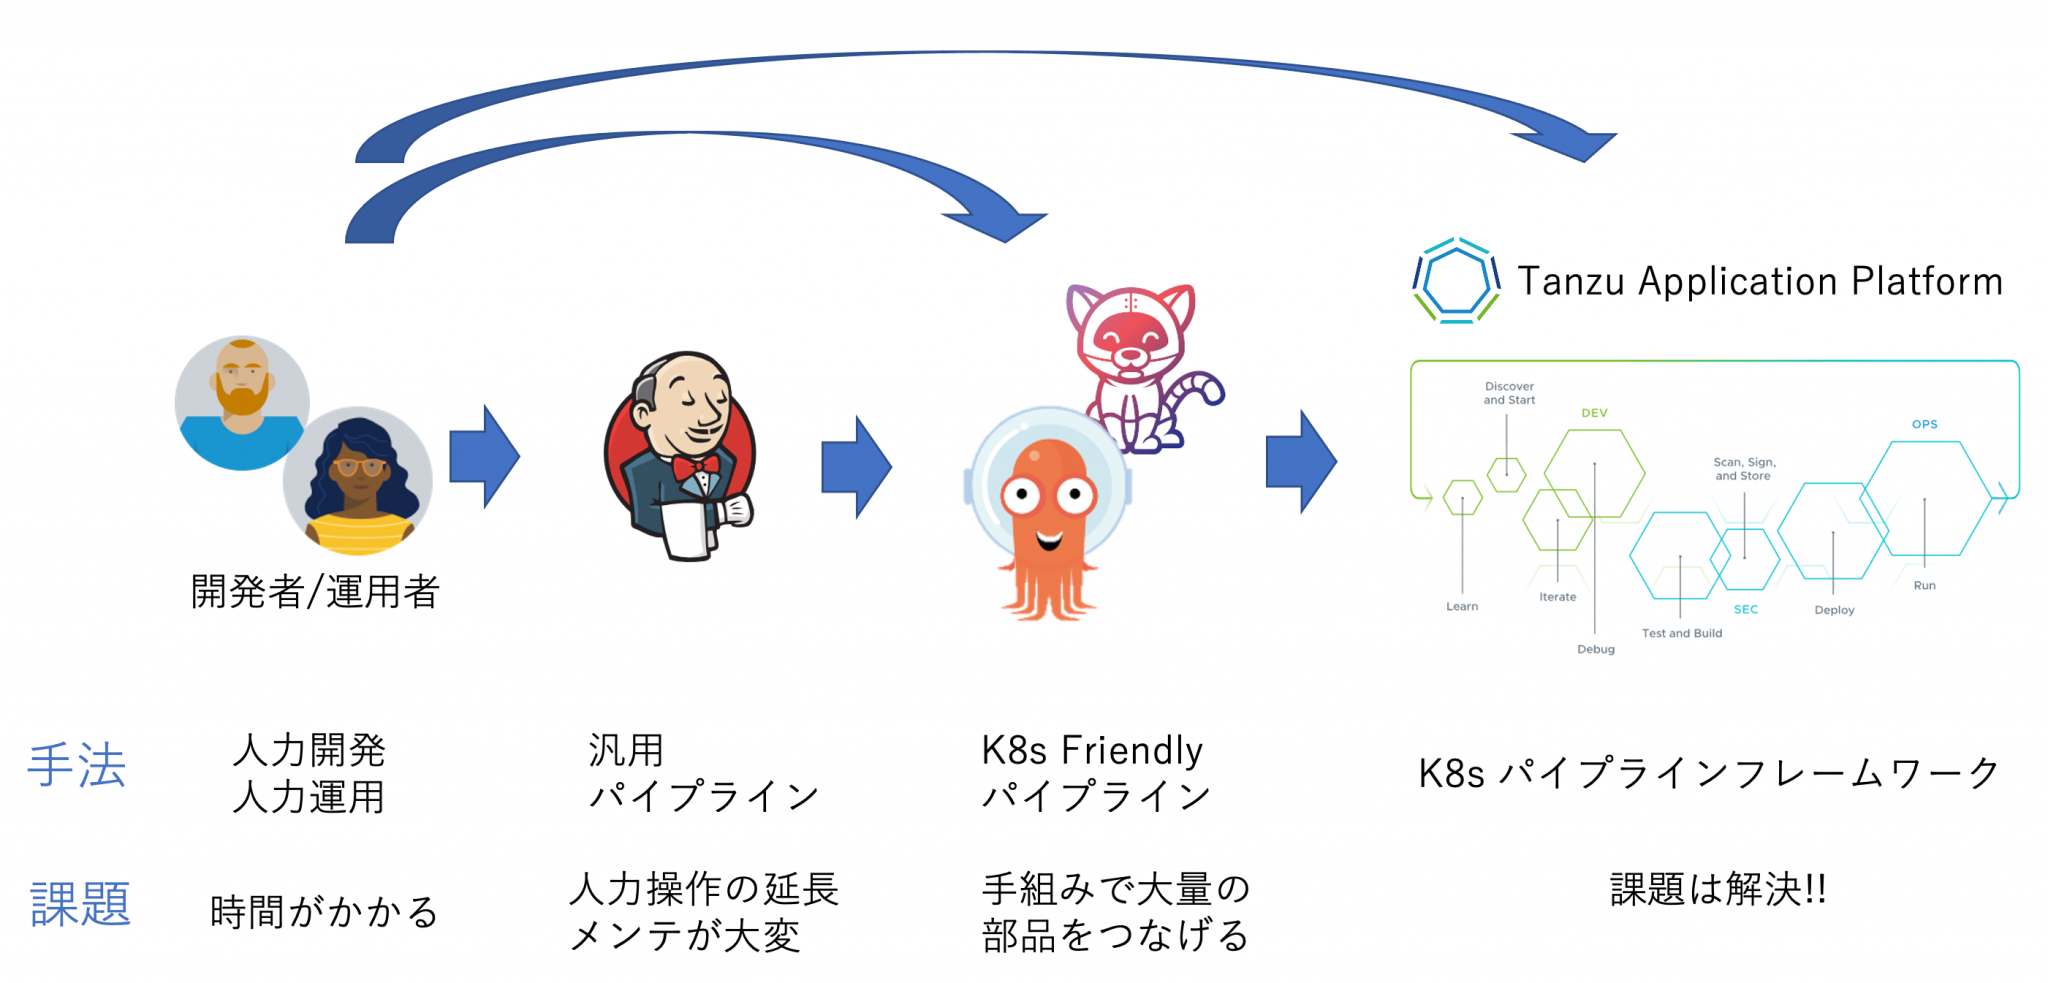 Tanzu Application Platform
Discover
and Start
DEV
OPS
Scan, Sign,
and Store
開発者/運用者
Learn
Iterate
SEC
Deploy
Run
Test and Build
Debug
手法
人力開発
人力運用
汎用
パイプライン
K8s Friendly
パイプライン
K8s パイプラインフレームワーク
課題
時間がかかる
人力操作の延長
メンテが大変
手組みで大量の
部品をつなげる
課題は解決!!